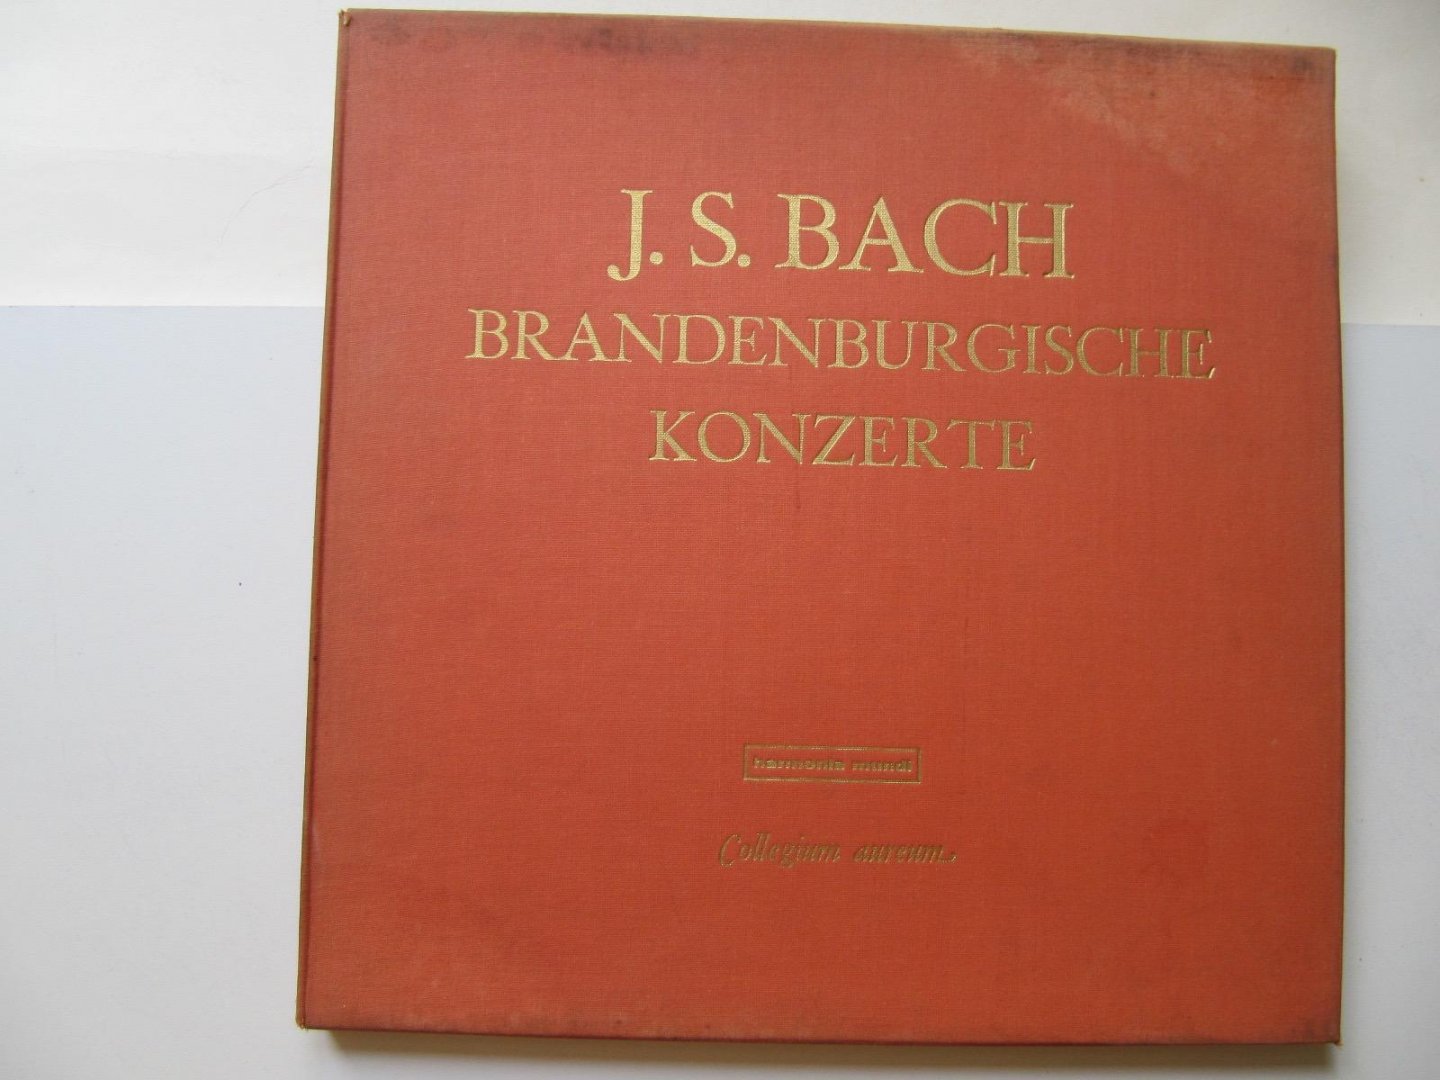 J. S. BACH
BRANDENBURGISCHE
KONZERTE
harmonia mundi
Collegium aureum